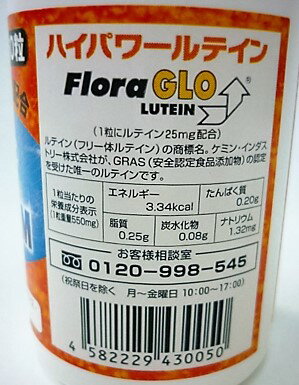 粒
配合
ハイパワールテイン
Flora GLO®
LUTEIN
(1粒にルテイン25mg配合)
ルテイン(フリー体ルテイン)の商標名。ケミン・インダス
トリー株式会社が、GRAS(安全認定食品添加物)の認定
を受けた唯一のルテインです。
1粒当たりの
栄養成分表示
(1粒重量550mg)
エネルギー 3.34kcal
たんぱく質 0.20g
脂質 0.25g
炭水化物 0.08g
ナトリウム 1.32mg
お客様相談室
0120-998-545
(祝祭日を除く 月~金曜日 10:00~17:00)
4 582229 430050